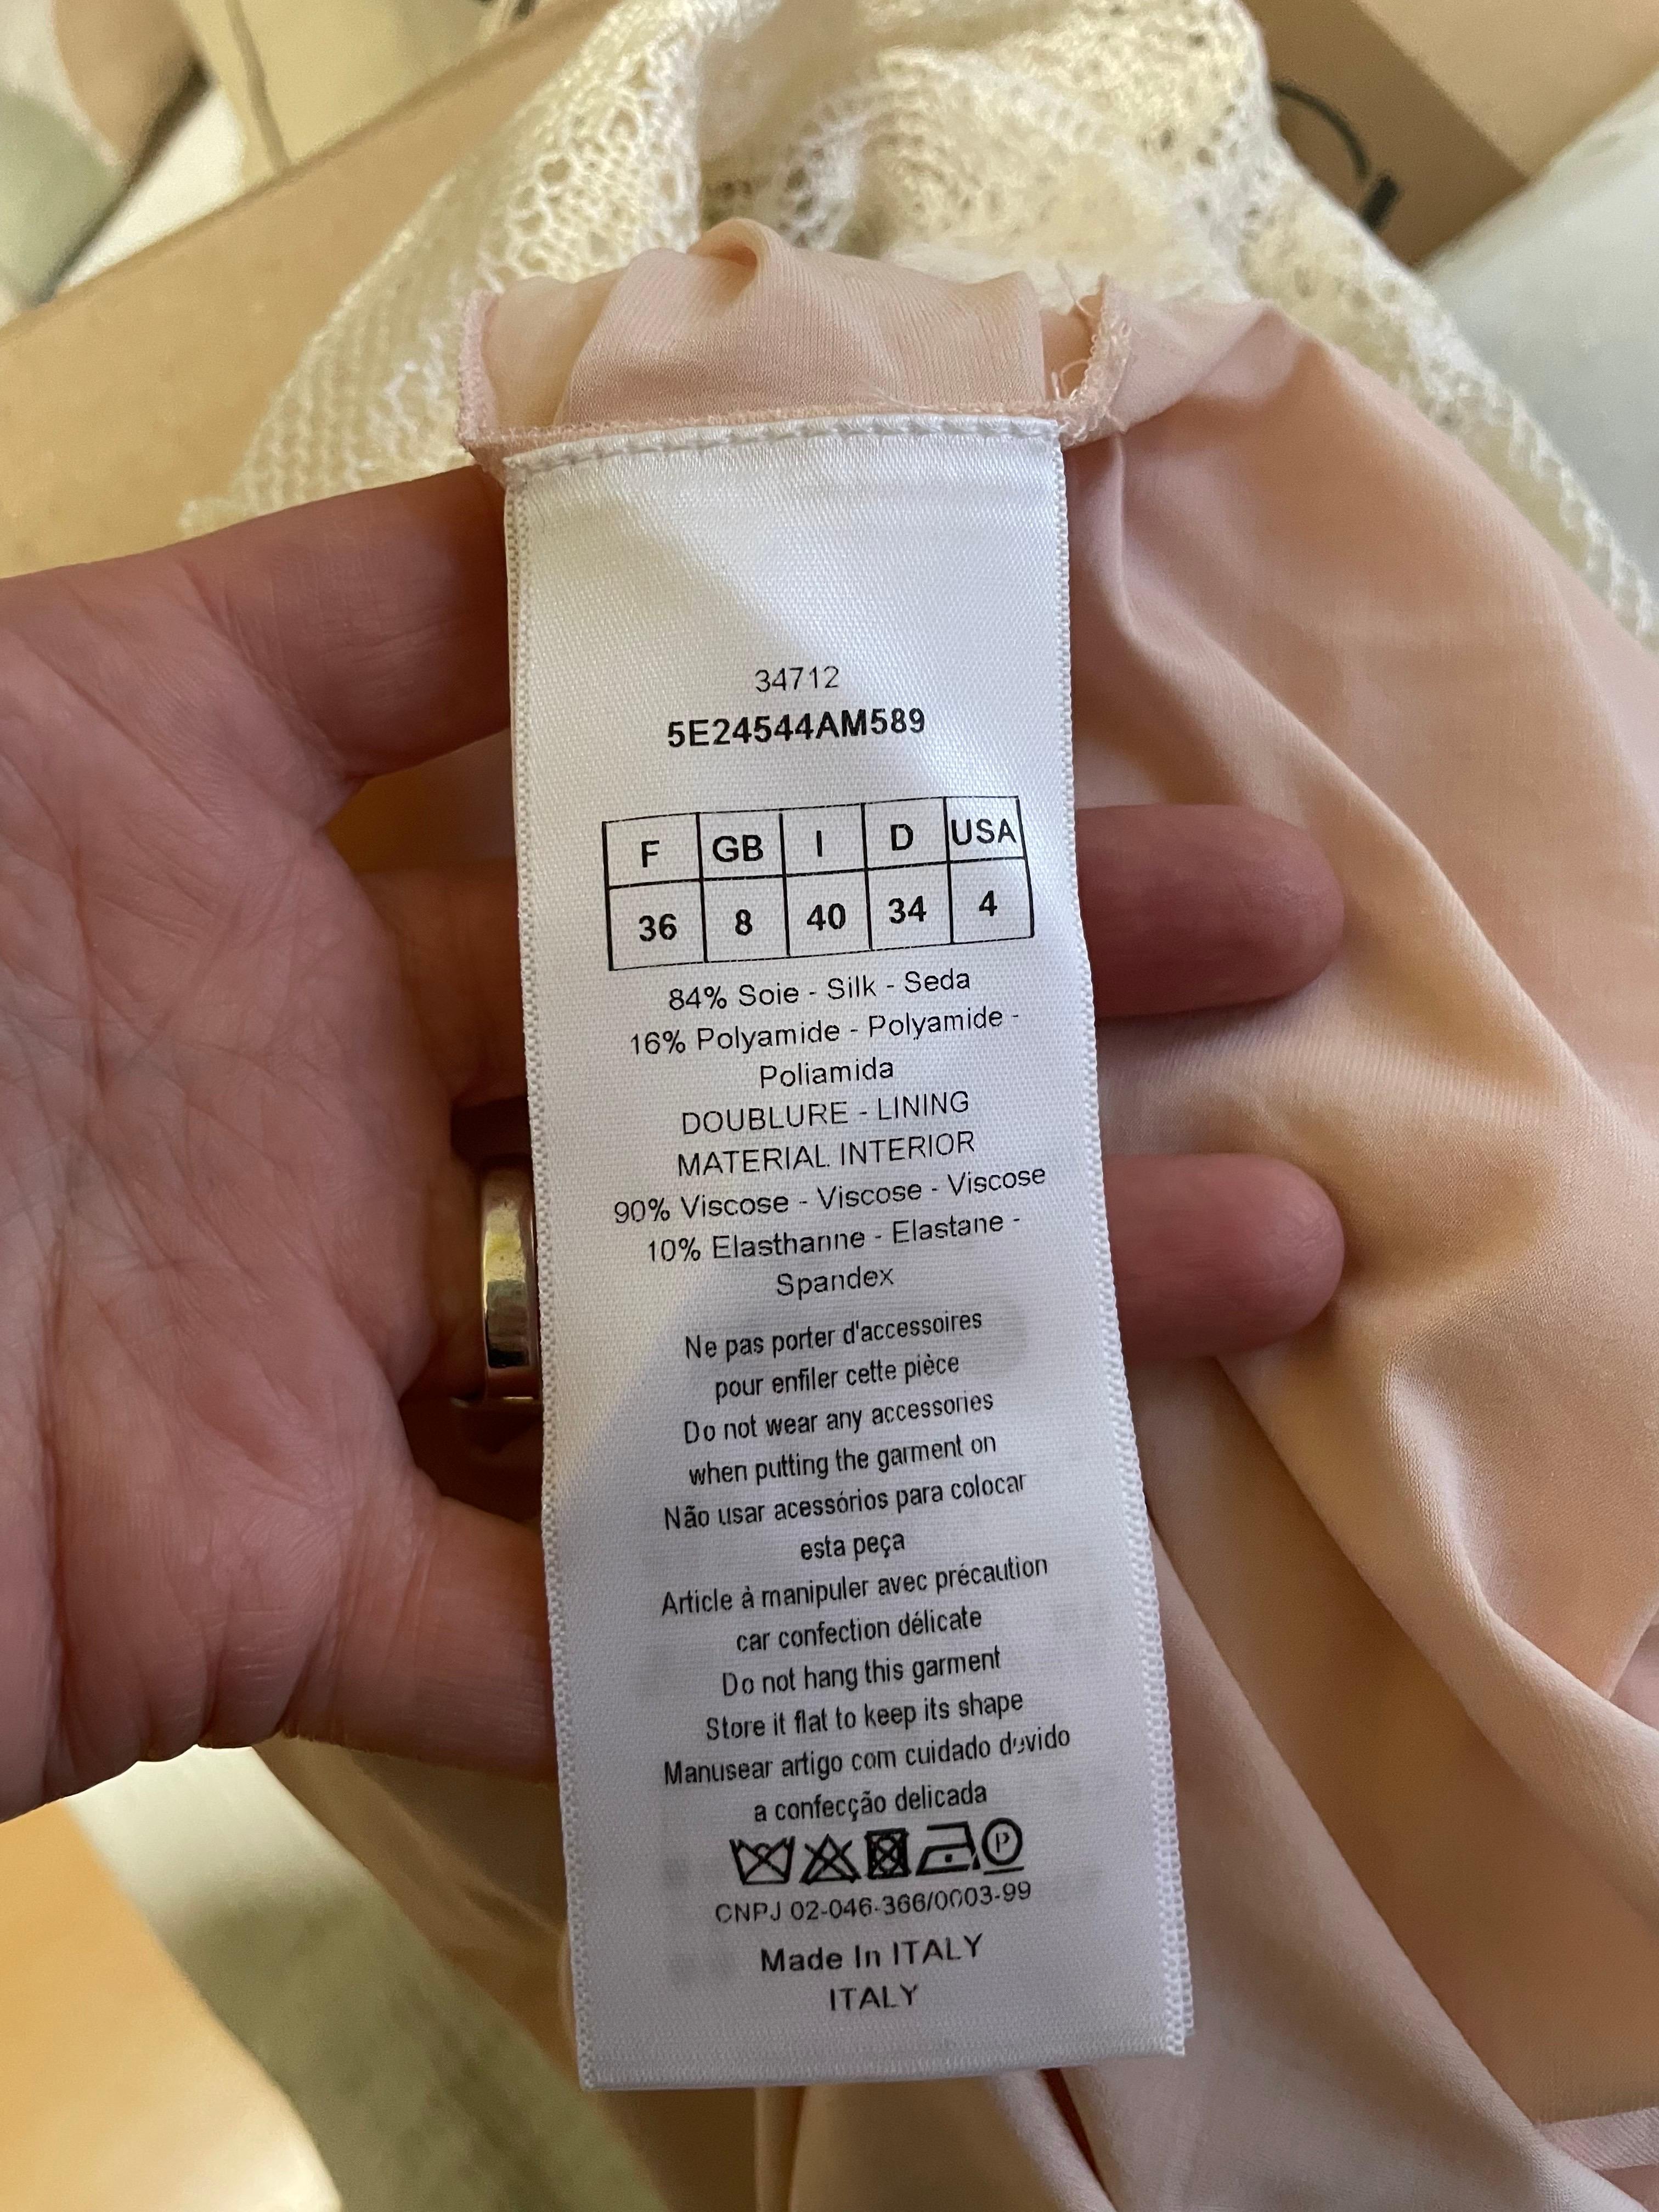 34712
5E24544AM589
F GB I D USA
36 8 40 34 4
84% Soie - Silk - Seda
16% Polyamide - Polyamide -
Poliamida
DOUBLURE - LINING
MATERIAL INTERIOR
90% Viscose - Viscose - Viscose
10% Elasthanne - Elastane -
Spandex
Ne pas porter d'accessoires
pour enfiler cette pièce
Do not wear any accessories
when putting the garment on
Não usar acessórios para colocar
esta peça
Article à manipuler avec précaution
car confection délicate
Do not hang this garment
Store it flat to keep its shape
Manusear artigo com cuidado devido
a confecção delicada
P
CNPJ 02-046-366/0003-99
Made In ITALY
ITALY